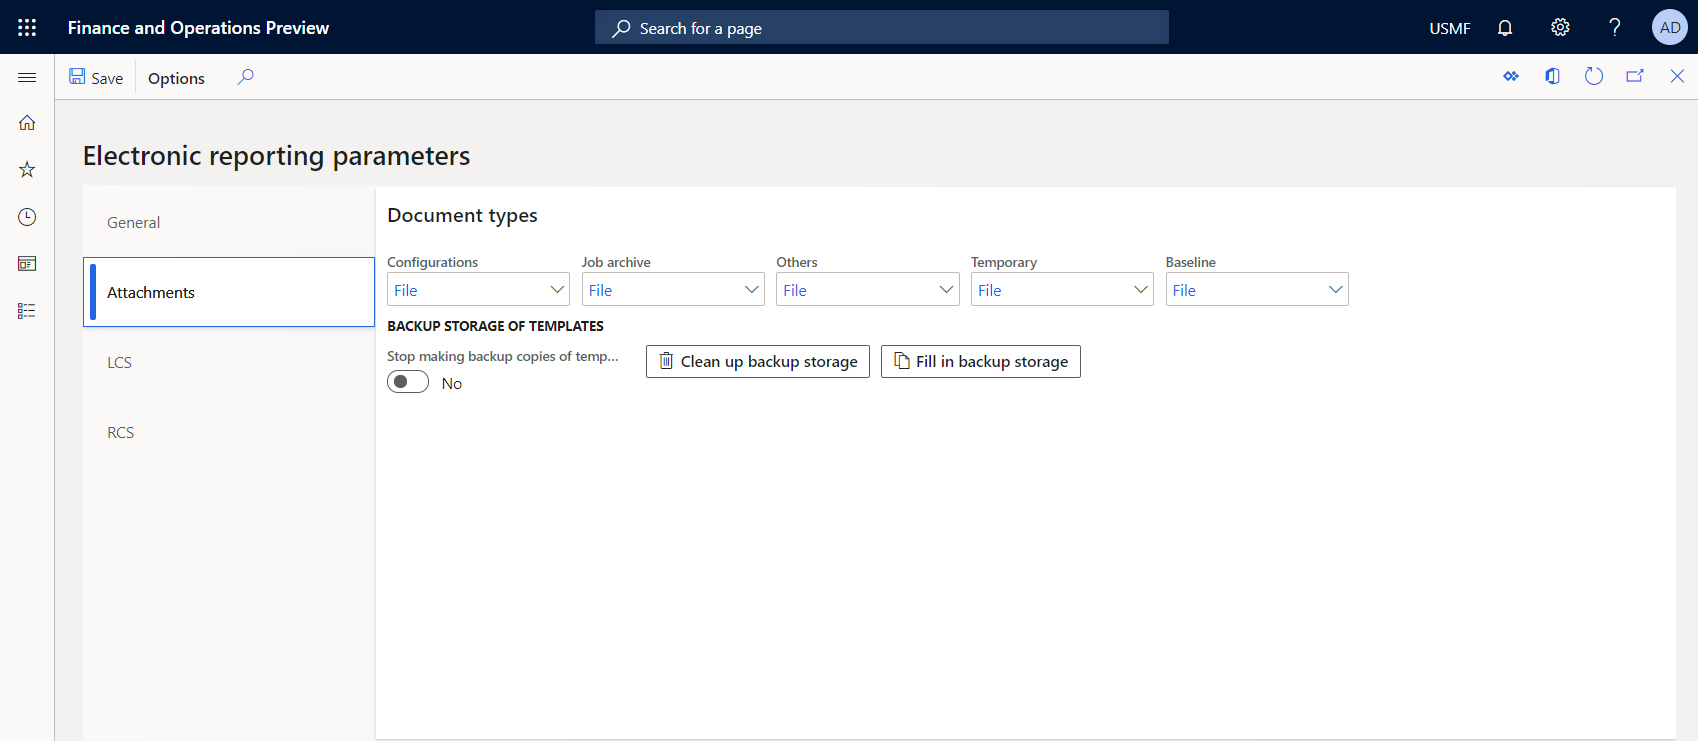 Finance and Operations Preview
Search for a page
USMF
AD
Save
Options
Electronic reporting parameters
General
Attachments
LCS
RCS
Document types
Configurations
Job archive
Others
Temporary
Baseline
File
File
File
File
File
BACKUP STORAGE OF TEMPLATES
Stop making backup copies of temp...
No
Clean up backup storage
Fill in backup storage